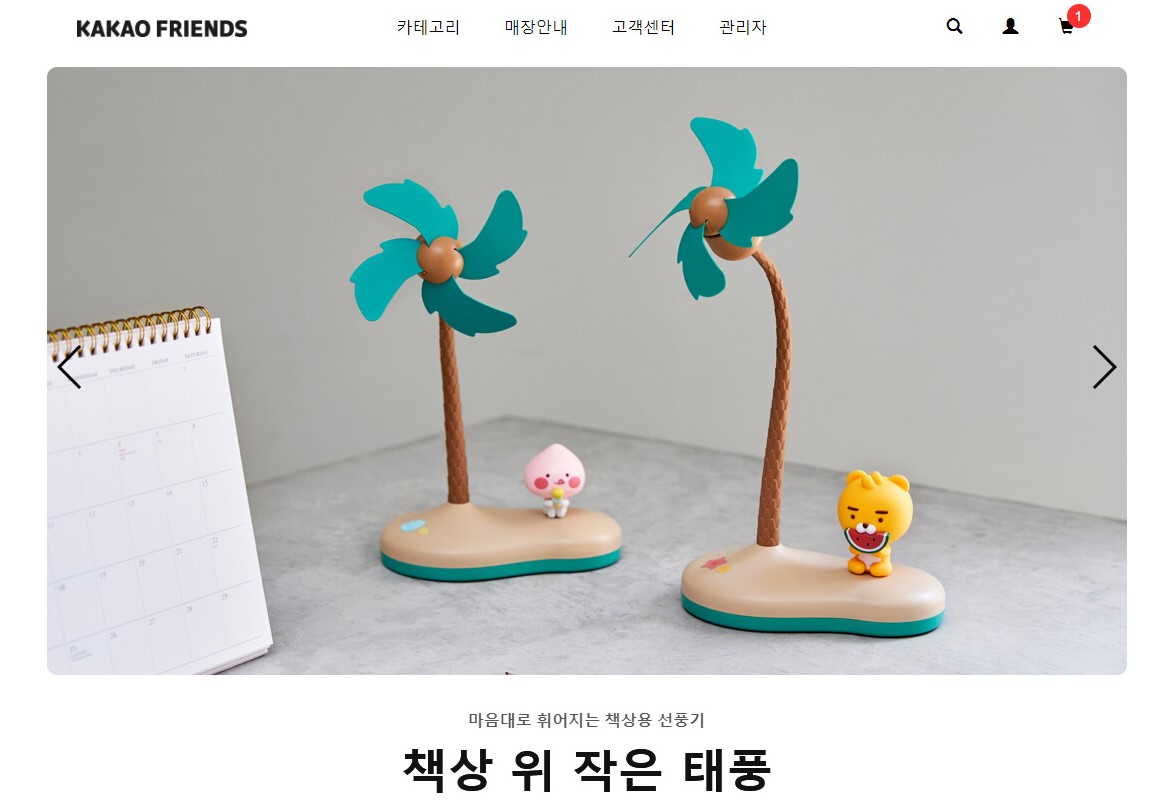 KAKAO FRIENDS
카테고리 매장안내 고객센터 관리자
1
마음대로 휘어지는 책상용 선풍기
책상 위 작은 태풍